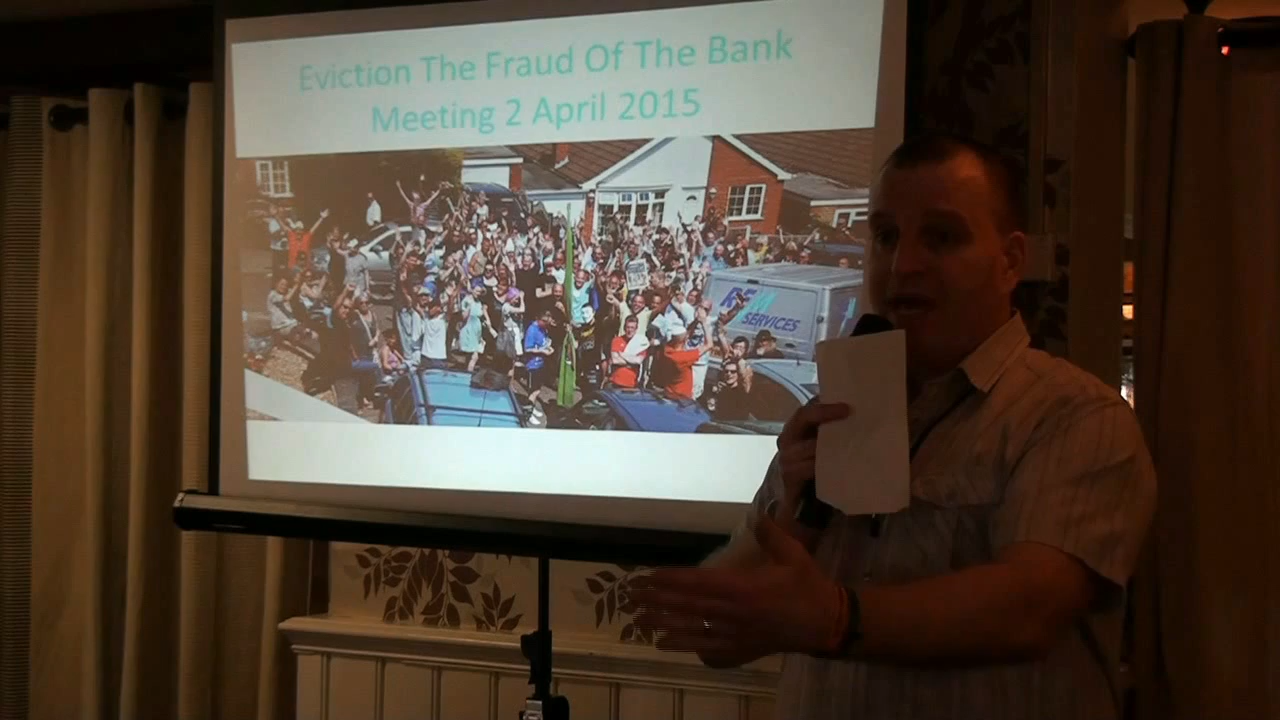 Eviction The Fraud Of The Bank
Meeting 2 April 2015
SERVICES